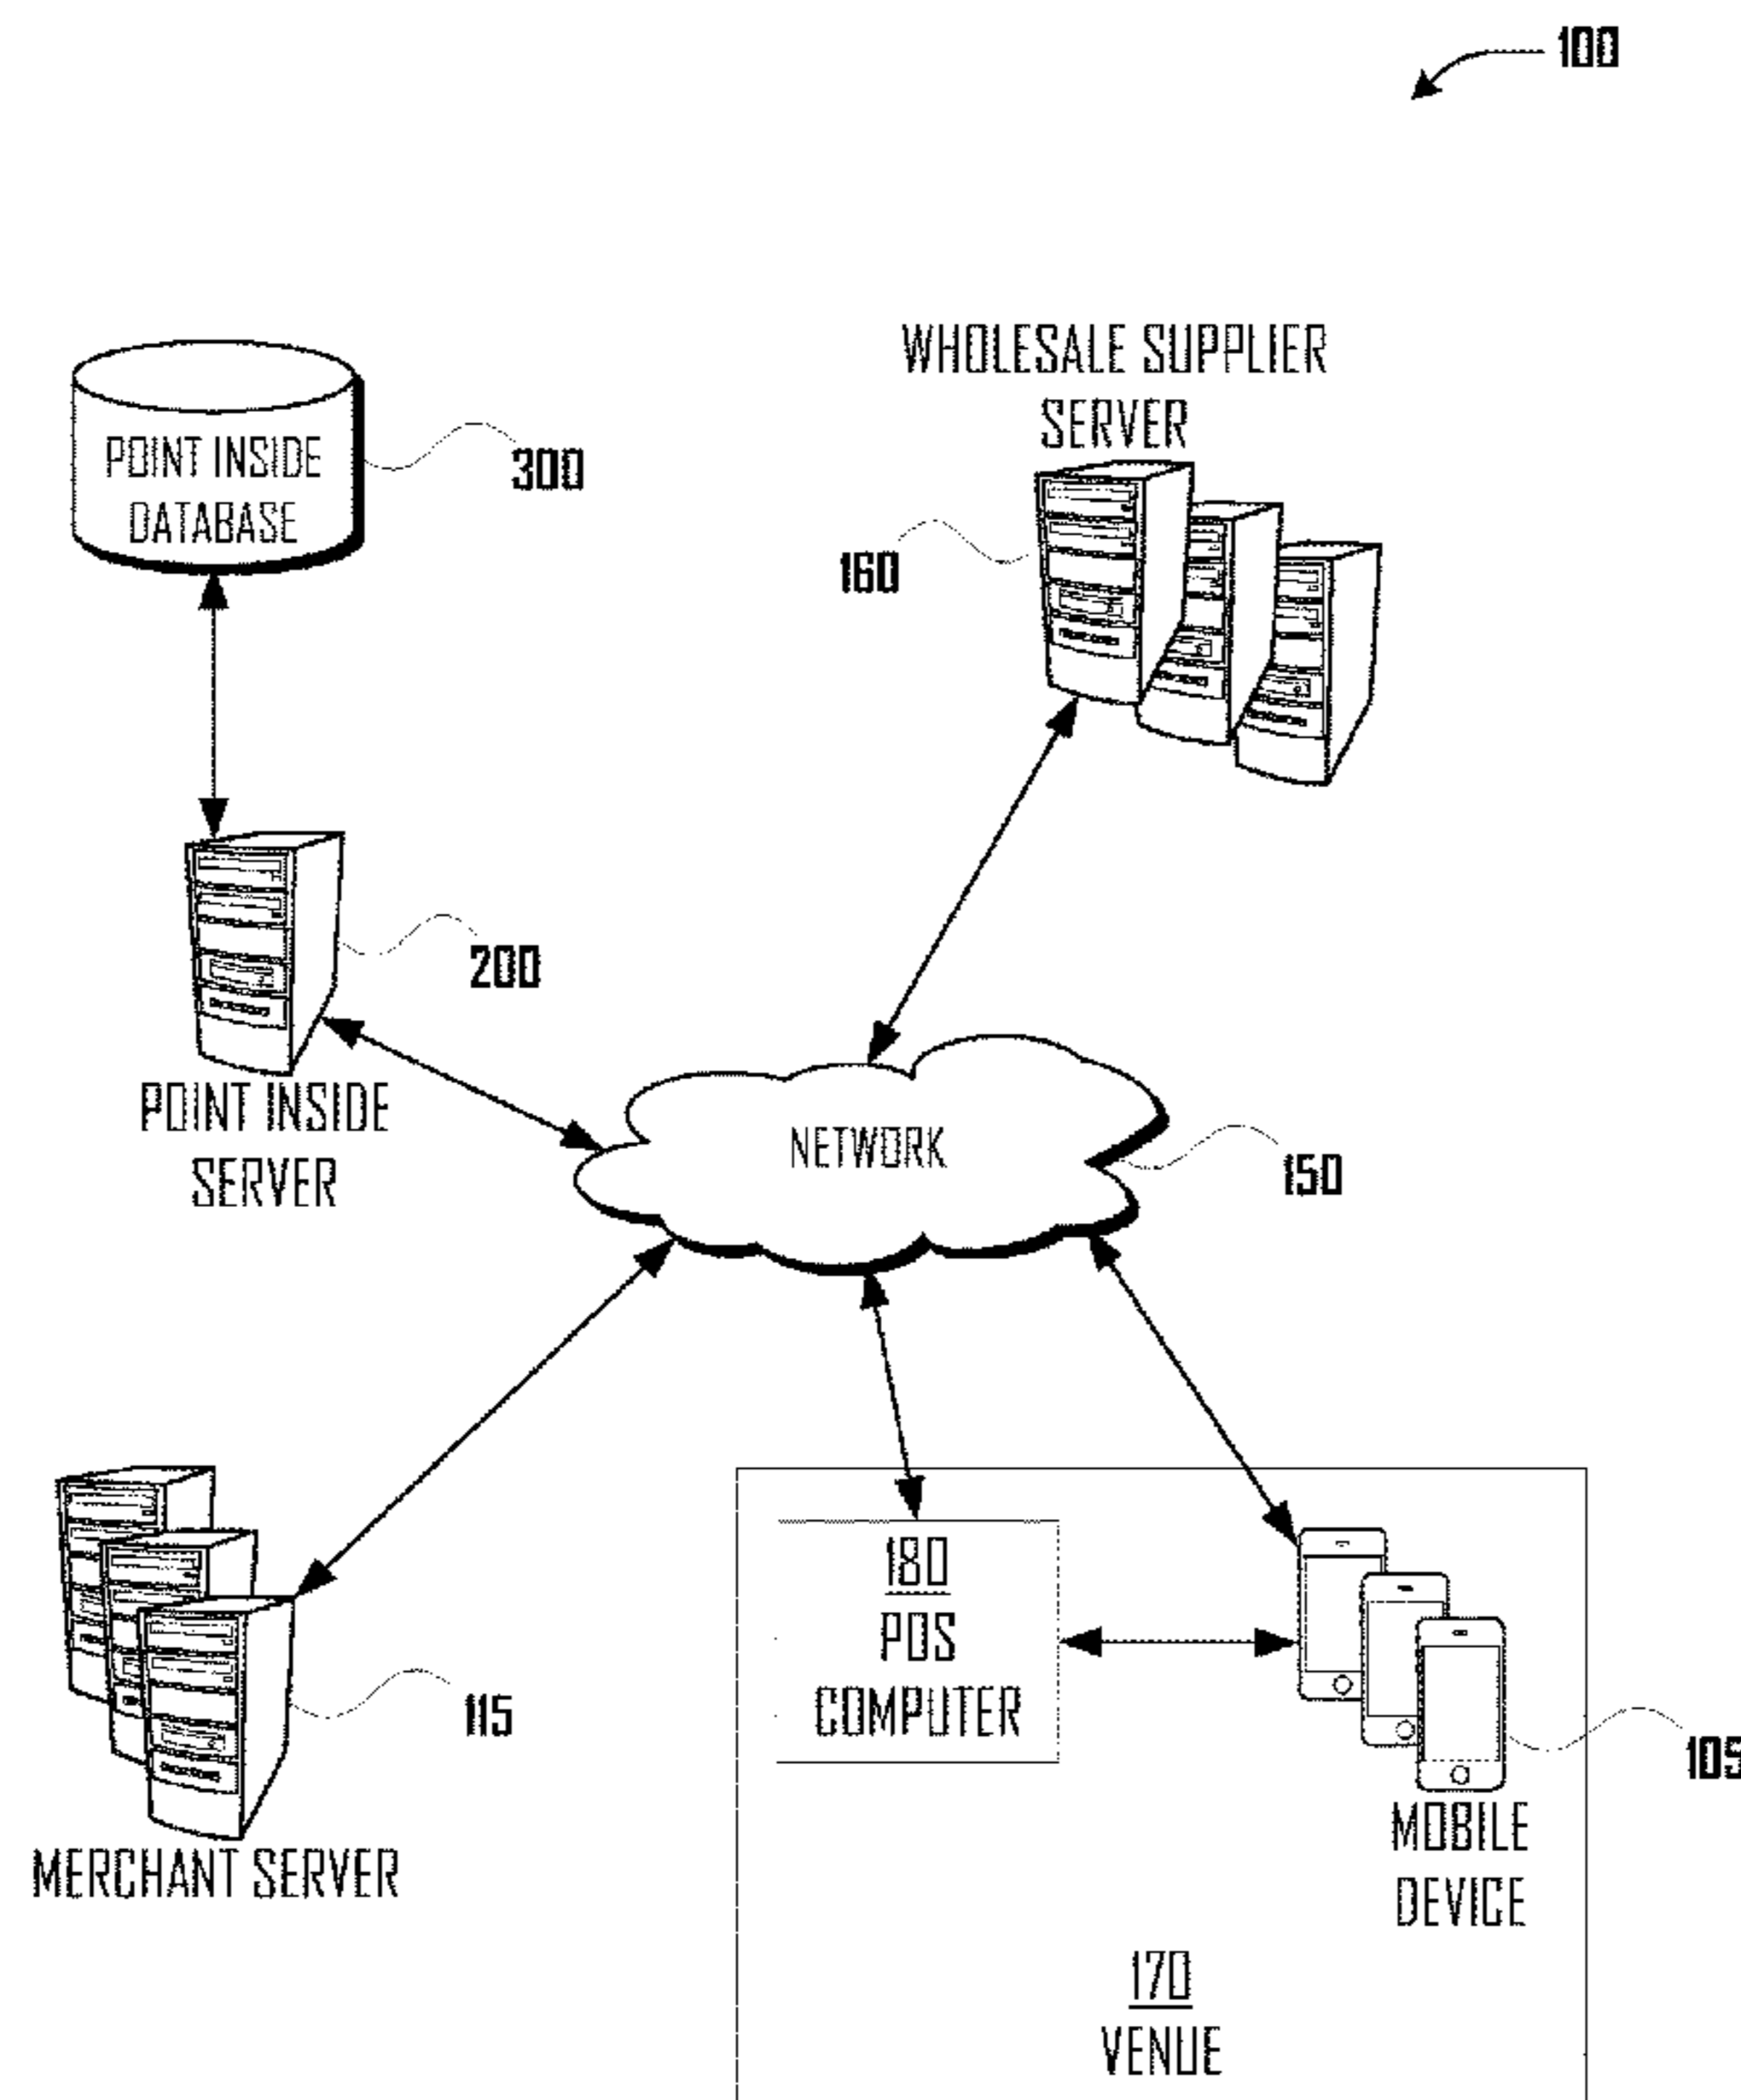 100
WHOLESALE SUPPLIER
SERVER
POINT INSIDE
DATABASE
300
160
200
POINT INSIDE
SERVER
NETWORK
150
180
POS
COMPUTER
115
105
MOBILE
DEVICE
MERCHANT SERVER
170
VENUE